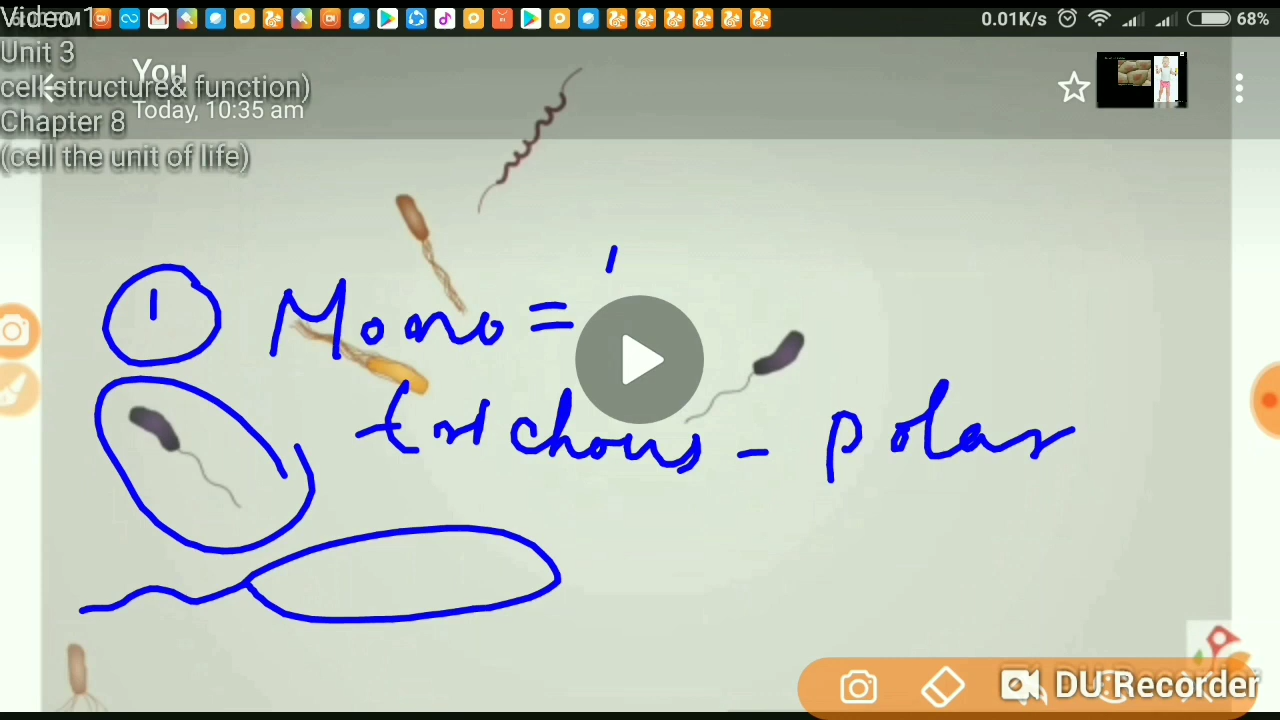 Video 1
0.01K/s
68%
Unit 3
You
cell structure& function)
Today, 10:35 am
Chapter 8
(cell the unit of life)
1 Mono = 1
trichous - polar
DU Recorder